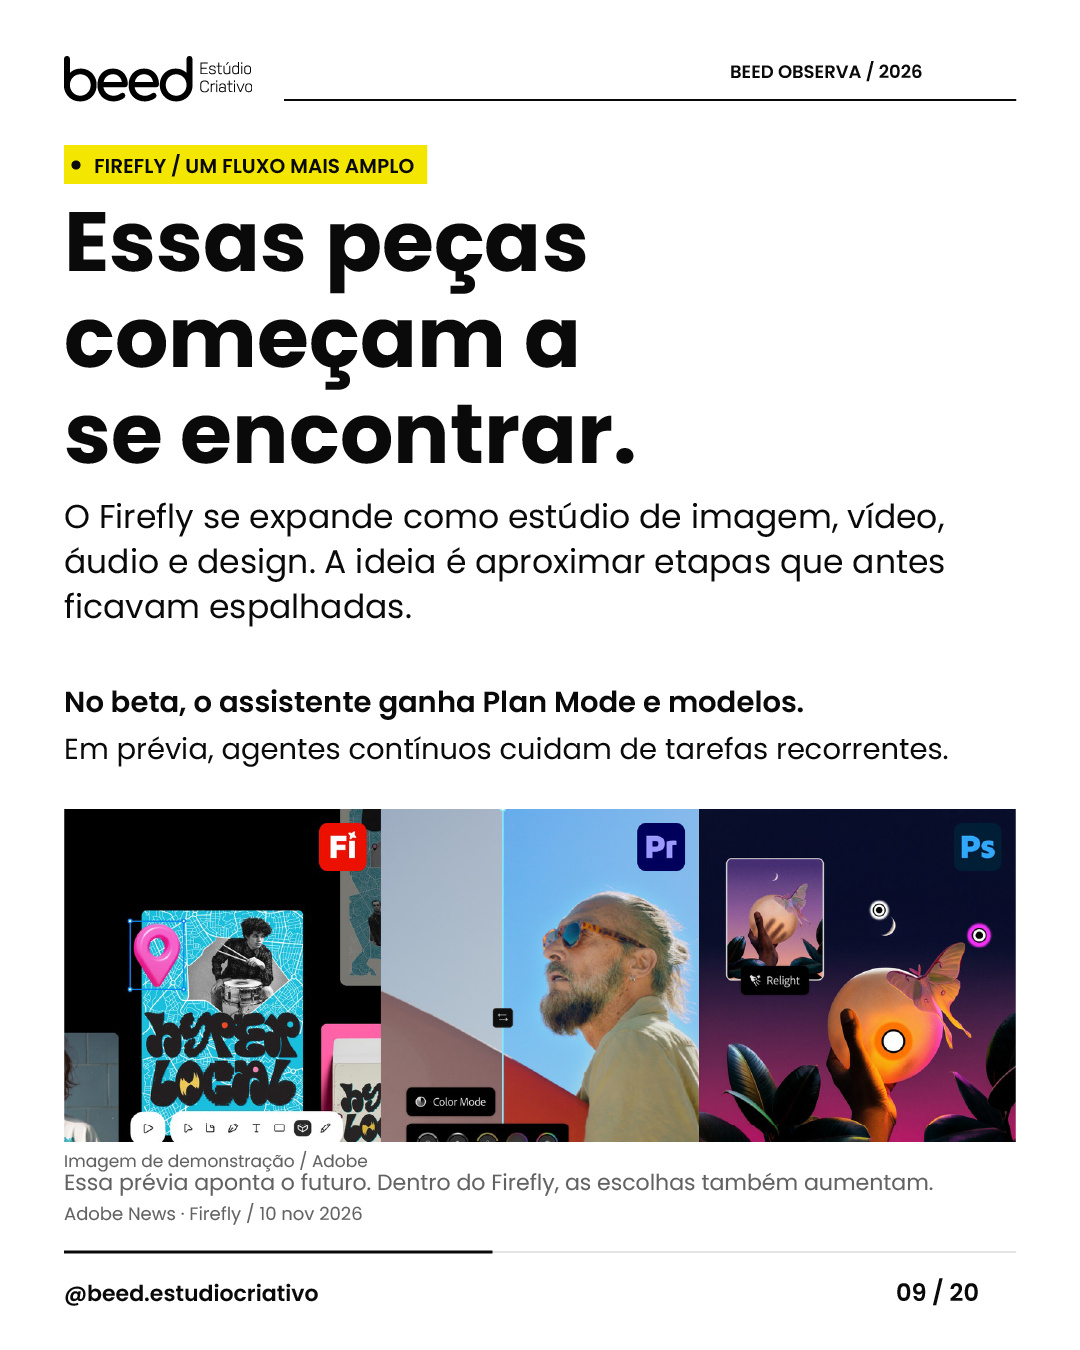 beed Estúdio
Criativo
BEED OBSERVA / 2026
FIREFLY / UM FLUXO MAIS AMPLO
Essas peças
começam a
se encontrar.
O Firefly se expande como estúdio de imagem, vídeo,
áudio e design. A ideia é aproximar etapas que antes
ficavam espalhadas.
No beta, o assistente ganha Plan Mode e modelos.
Em prévia, agentes contínuos cuidam de tarefas recorrentes.
Fi
Pr
Ps
Relight
HYPER
LOCAL
Color Mode
Imagem de demonstração / Adobe
Essa prévia aponta o futuro. Dentro do Firefly, as escolhas também aumentam.
Adobe News · Firefly / 10 nov 2026
@beed.estudiocriativo
09 / 20